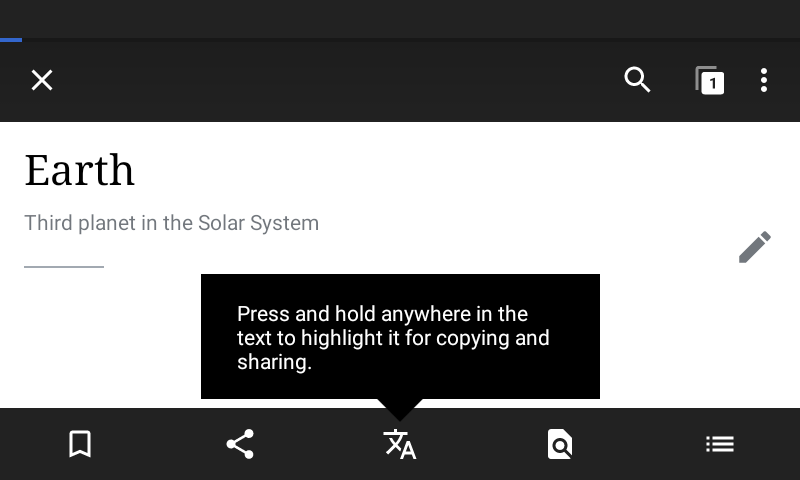 1
Earth
Third planet in the Solar System
Press and hold anywhere in the
text to highlight it for copying and
sharing.